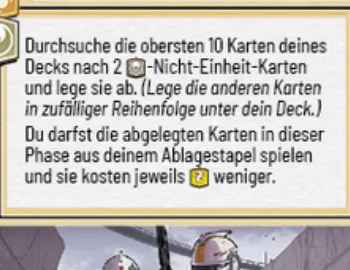 Durchsuche die obersten 10 Karten deines
Decks nach 2 -Nicht-Einheit-Karten
und lege sie ab. (Lege die anderen Karten
in zufälliger Reihenfolge unter dein Deck.)
Du darfst die abgelegten Karten in dieser
Phase aus deinem Ablagestapel spielen
und sie kosten jeweils 2 weniger.